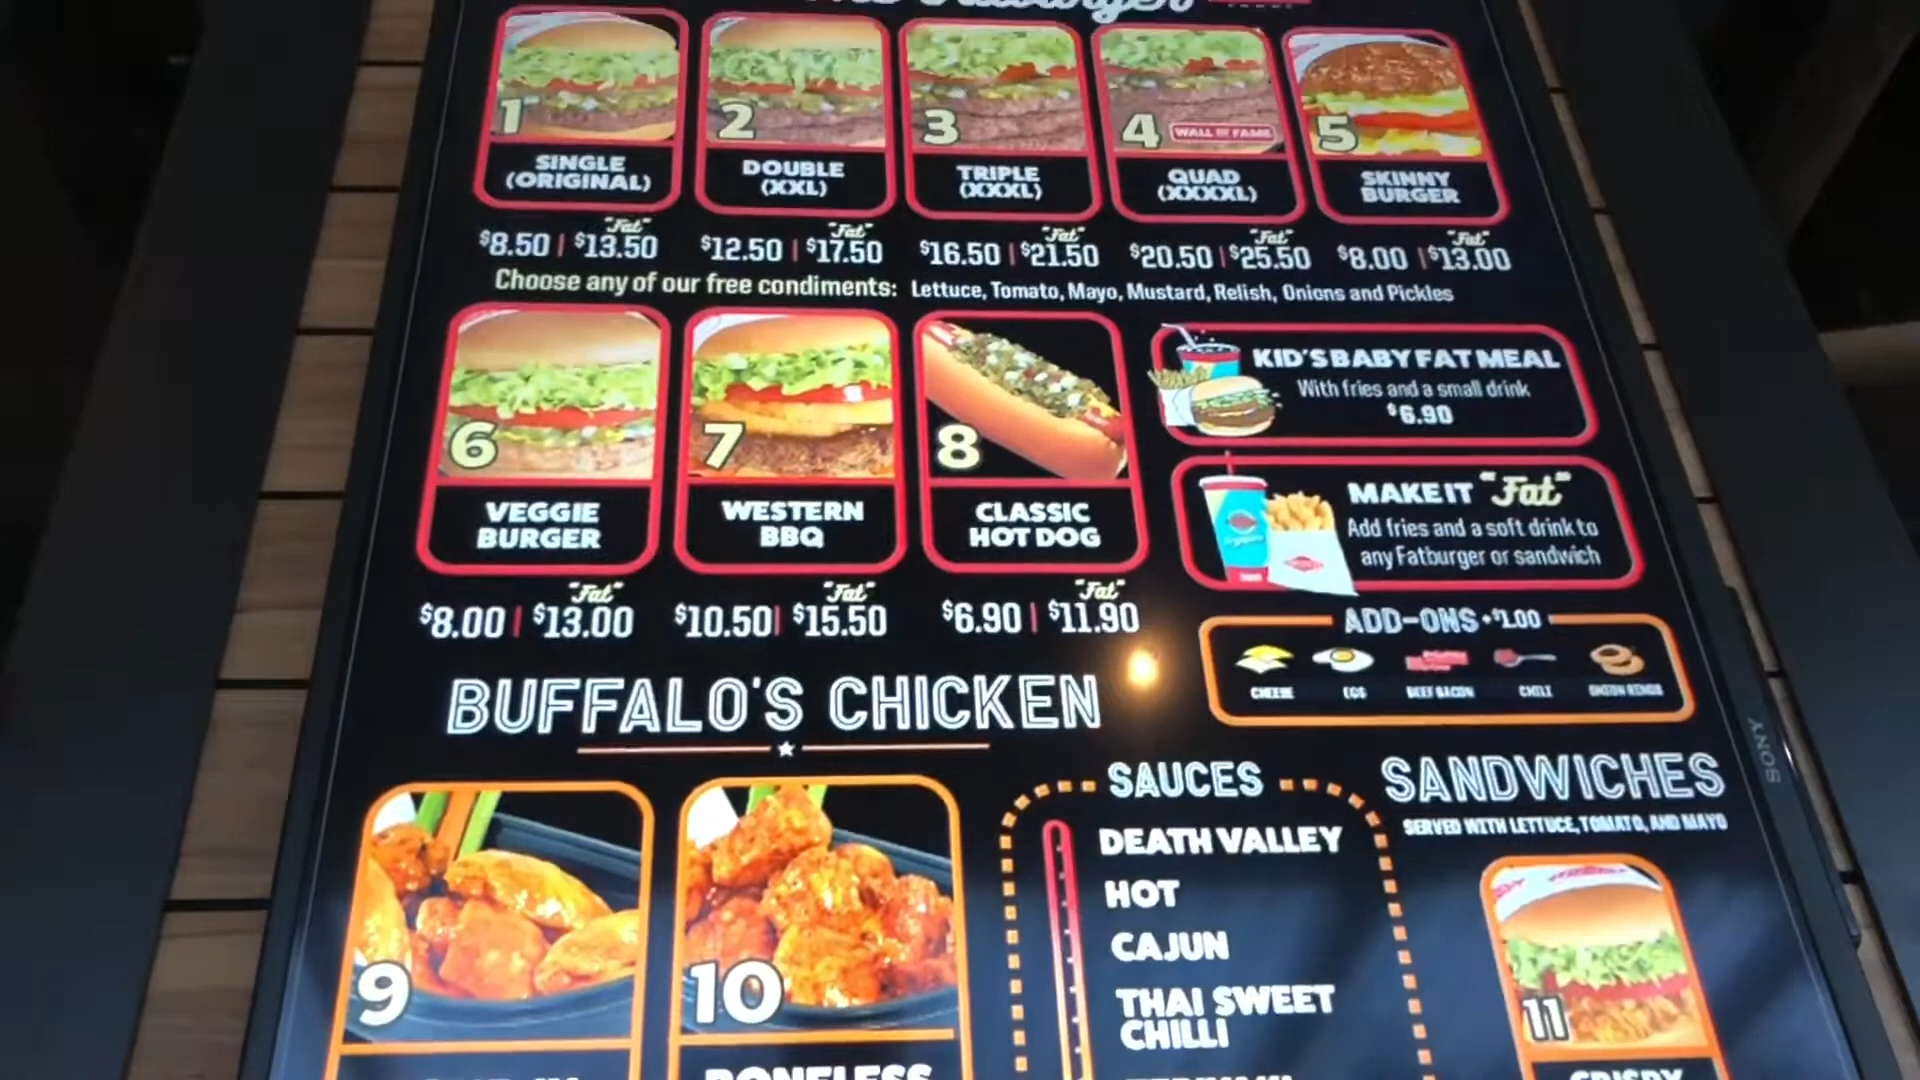 1
2
3
4
WALL OF FAME
5
SINGLE
(ORIGINAL)
DOUBLE
(XXL)
TRIPLE
(XXXL)
QUAD
(XXXXL)
SKINNY
BURGER
"Fat"
$8.50 | $13.50
"Fat"
$12.50 | $17.50
"Fat"
$16.50 | $21.50
"Fat"
$20.50 | $25.50
"Fat"
$8.00 | $13.00
Choose any of our free condiments: Lettuce, Tomato, Mayo, Mustard, Relish, Onions and Pickles
6
VEGGIE
BURGER
7
WESTERN
BBQ
8
CLASSIC
HOT DOG
KID'S BABY FAT MEAL
With fries and a small drink
$6.90
MAKE IT "Fat"
Add fries and a soft drink to
any Fatburger or sandwich
"Fat"
$8.00 | $13.00
"Fat"
$10.50 | $15.50
"Fat"
$6.90 | $11.90
ADD-ONS +$1.00
CHEESE
EGG
BEEF BACON
CHILI
ONION RINGS
SONY
BUFFALO'S CHICKEN
9
10
BONELESS
SAUCES
DEATH VALLEY
HOT
CAJUN
THAI SWEET
CHILLI
SANDWICHES
SERVED WITH LETTUCE, TOMATO, AND MAYO
11
CRISPY